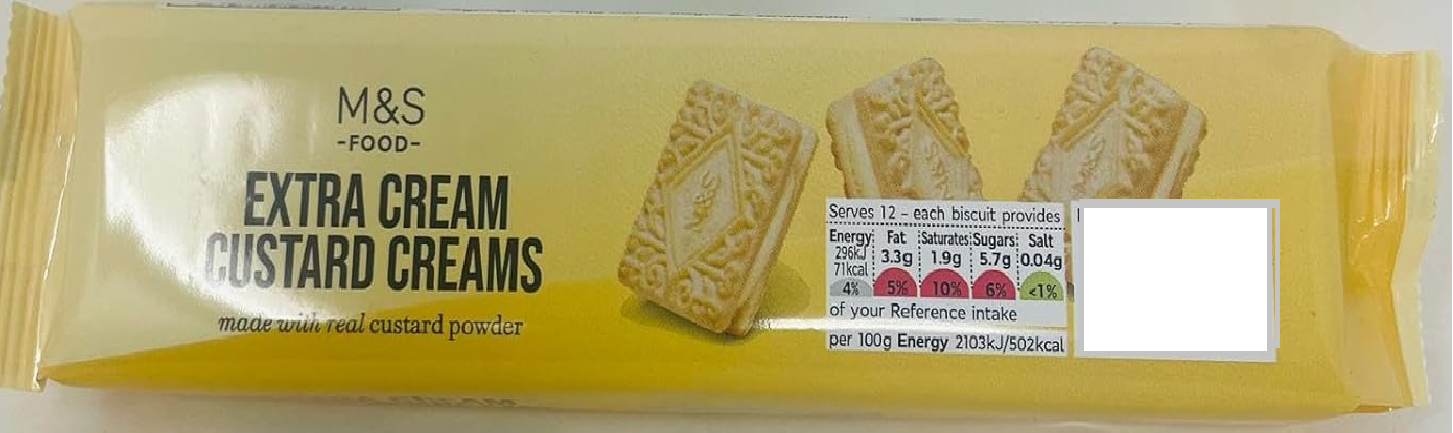 M&S
-FOOD-
EXTRA CREAM
CUSTARD CREAMS
made with real custard powder
M&S
M&S
M&S
Serves 12 – each biscuit provides
Energy Fat Saturates Sugars Salt
296kJ 3.3g 1.9g 5.7g 0.04g
71kcal
4% 5% 10% 6% <1%
of your Reference intake
per 100g Energy 2103kJ/502kcal